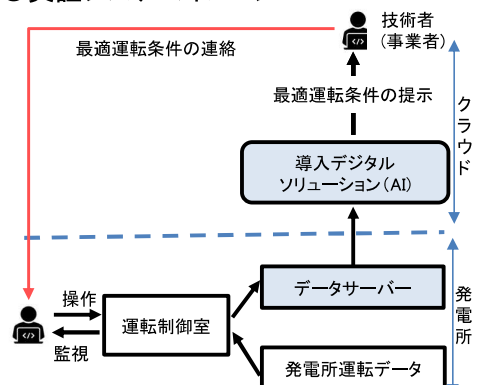 技術者
(事業者)
最適運転条件の連絡
最適運転条件の提示
クラウド
導入デジタル
ソリューション(AI)
データサーバー
操作
運転制御室
監視
発電所
発電所運転データ